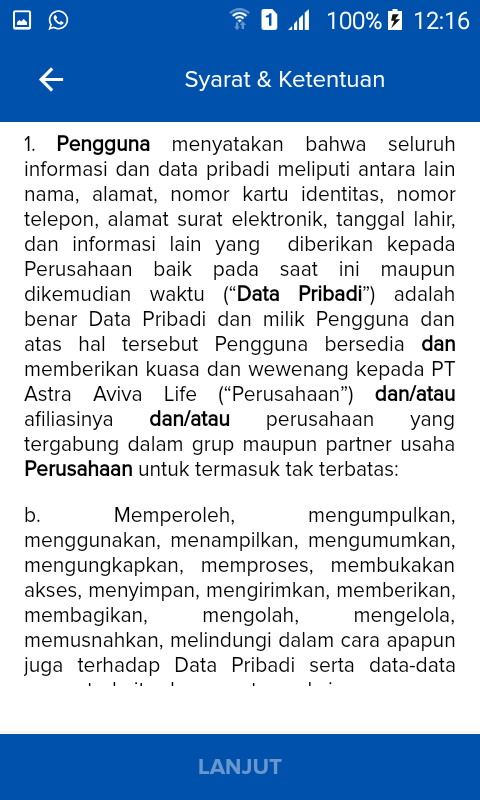 100% 12:16
Syarat & Ketentuan
1. Pengguna menyatakan bahwa seluruh
informasi dan data pribadi meliputi antara lain
nama, alamat, nomor kartu identitas, nomor
telepon, alamat surat elektronik, tanggal lahir,
dan informasi lain yang diberikan kepada
Perusahaan baik pada saat ini maupun
dikemudian waktu (“Data Pribadi”) adalah
benar Data Pribadi dan milik Pengguna dan
atas hal tersebut Pengguna bersedia dan
memberikan kuasa dan wewenang kepada PT
Astra Aviva Life (“Perusahaan”) dan/atau
afiliasinya dan/atau perusahaan yang
tergabung dalam grup maupun partner usaha
Perusahaan untuk termasuk tak terbatas:
b. Memperoleh, mengumpulkan,
menggunakan, menampilkan, mengumumkan,
mengungkapkan, memproses, membukakan
akses, menyimpan, mengirimkan, memberikan,
membagikan, mengolah, mengelola,
memusnahkan, melindungi dalam cara apapun
juga terhadap Data Pribadi serta data-data
LANJUT